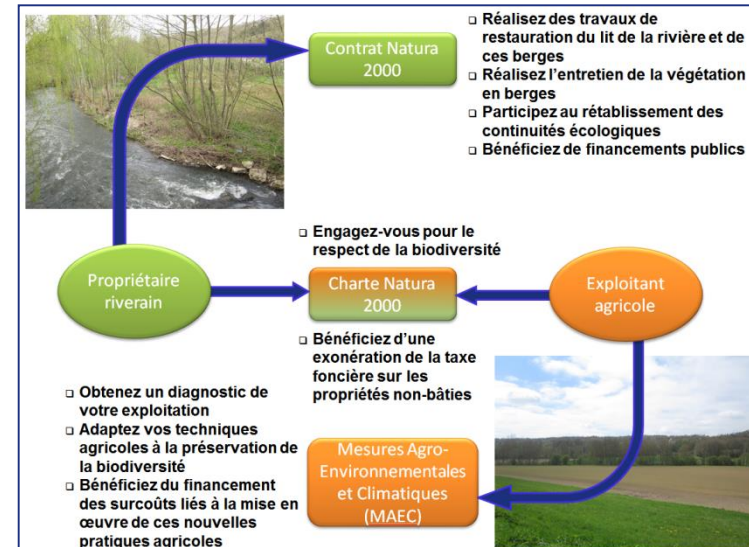 Contrat Natura
2000
❑ Réalisez des travaux de
restauration du lit de la rivière et de
ces berges
❑ Réalisez l'entretien de la végétation
en berges
❑ Participez au rétablissement des
continuités écologiques
❑ Bénéficiez de financements publics
❑ Engagez-vous pour le
respect de la biodiversité
Propriétaire
riverain
Charte Natura
2000
Exploitant
agricole
❑ Bénéficiez d'une
exonération de la taxe
foncière sur les
propriétés non-bâties
❑ Obtenez un diagnostic de
votre exploitation
❑ Adaptez vos techniques
agricoles à la préservation de
la biodiversité
❑ Bénéficiez du financement
des surcoûts liés à la mise en
œuvre de ces nouvelles
pratiques agricoles
Mesures Agro-
Environnementales
et Climatiques
(MAEC)